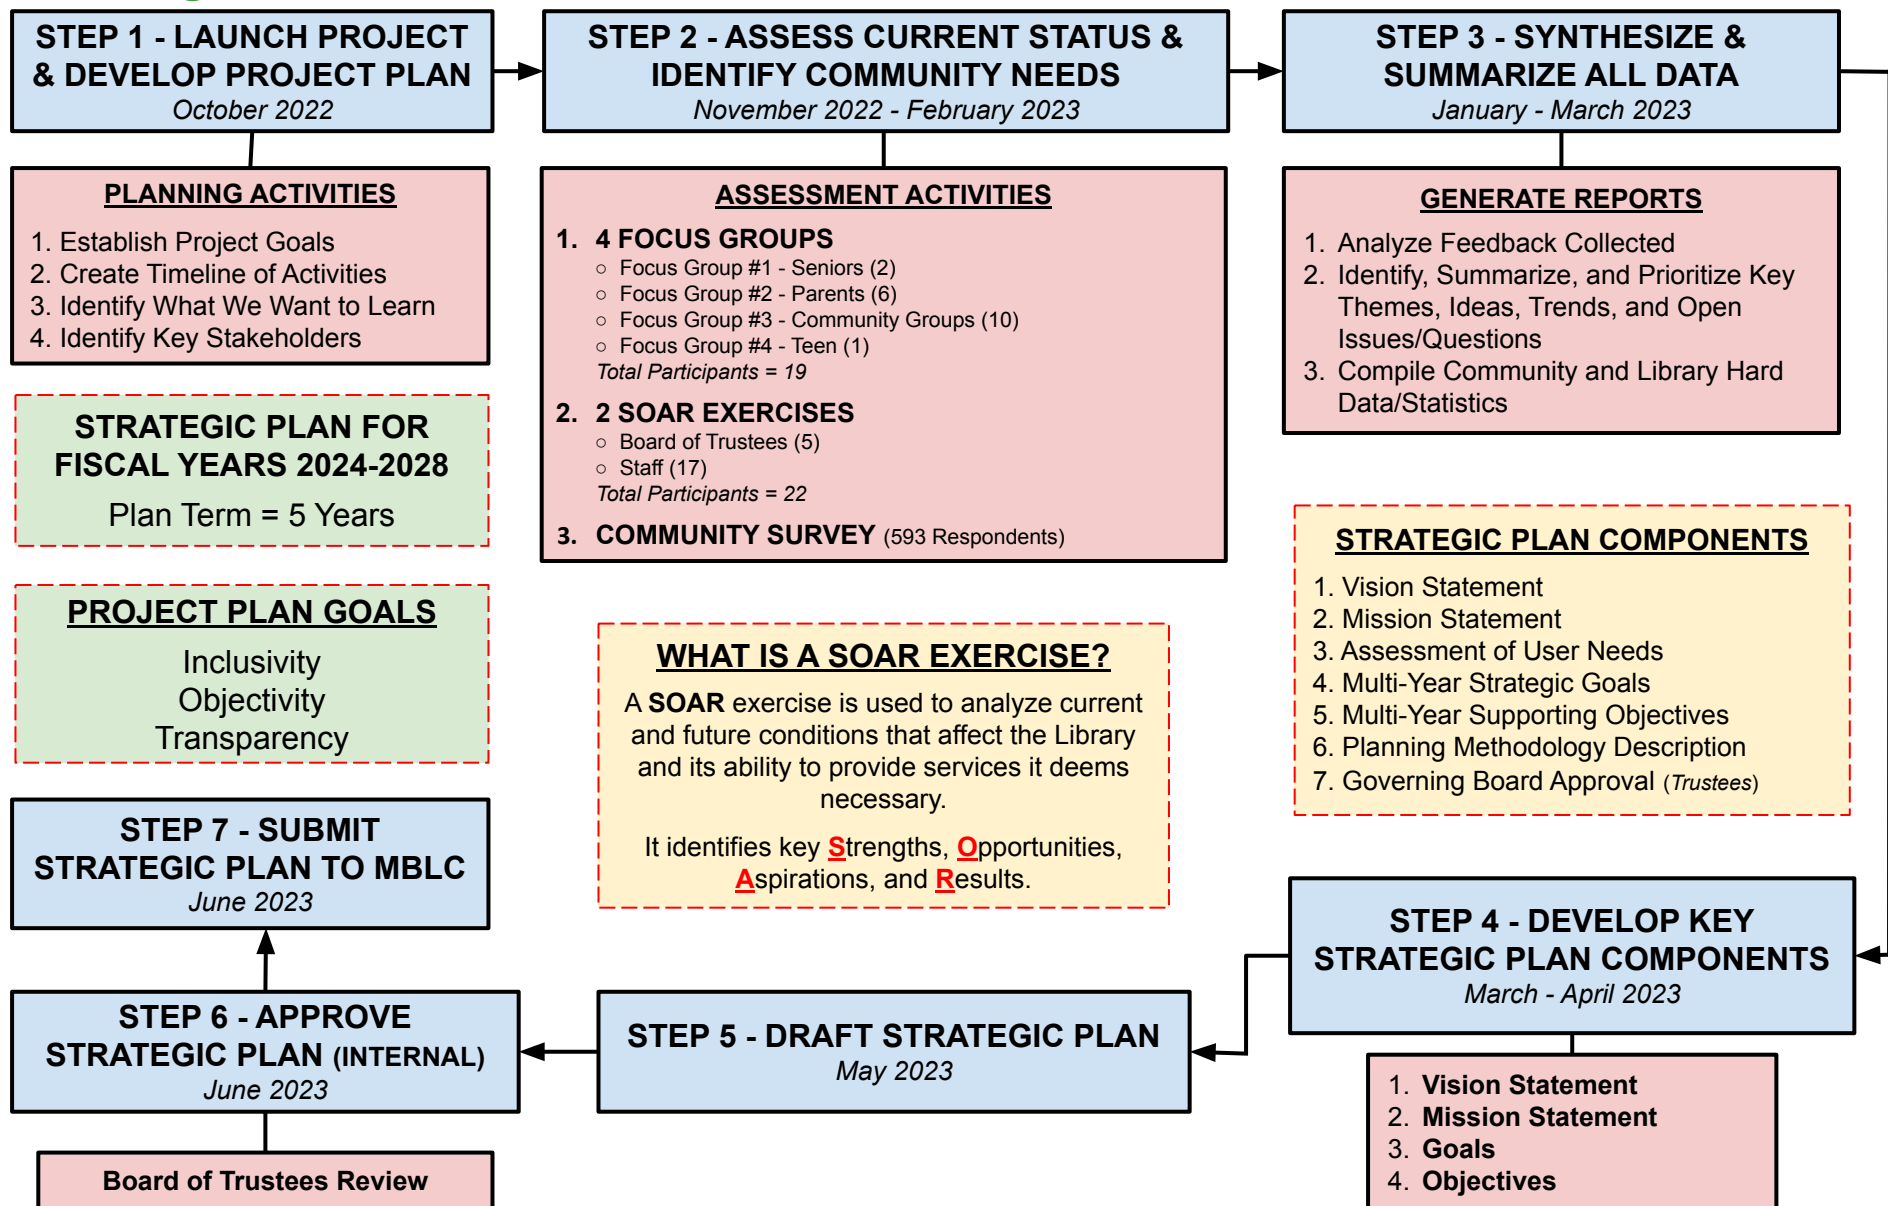 STEP 1 - LAUNCH PROJECT
& DEVELOP PROJECT PLAN
October 2022
STEP 2 - ASSESS CURRENT STATUS &
IDENTIFY COMMUNITY NEEDS
November 2022 - February 2023
STEP 3 - SYNTHESIZE &
SUMMARIZE ALL DATA
January - March 2023
PLANNING ACTIVITIES
1. Establish Project Goals
2. Create Timeline of Activities
3. Identify What We Want to Learn
4. Identify Key Stakeholders
ASSESSMENT ACTIVITIES
1. 4 FOCUS GROUPS
○ Focus Group #1 - Seniors (2)
○ Focus Group #2 - Parents (6)
○ Focus Group #3 - Community Groups (10)
○ Focus Group #4 - Teen (1)
Total Participants = 19
2. 2 SOAR EXERCISES
○ Board of Trustees (5)
○ Staff (17)
Total Participants = 22
3. COMMUNITY SURVEY (593 Respondents)
GENERATE REPORTS
1. Analyze Feedback Collected
2. Identify, Summarize, and Prioritize Key
Themes, Ideas, Trends, and Open
Issues/Questions
3. Compile Community and Library Hard
Data/Statistics
STRATEGIC PLAN FOR
FISCAL YEARS 2024-2028
Plan Term = 5 Years
PROJECT PLAN GOALS
Inclusivity
Objectivity
Transparency
WHAT IS A SOAR EXERCISE?
A SOAR exercise is used to analyze current
and future conditions that affect the Library
and its ability to provide services it deems
necessary.
It identifies key Strengths, Opportunities,
Aspirations, and Results.
STRATEGIC PLAN COMPONENTS
1. Vision Statement
2. Mission Statement
3. Assessment of User Needs
4. Multi-Year Strategic Goals
5. Multi-Year Supporting Objectives
6. Planning Methodology Description
7. Governing Board Approval (Trustees)
STEP 4 - DEVELOP KEY
STRATEGIC PLAN COMPONENTS
March - April 2023
1. Vision Statement
2. Mission Statement
3. Goals
4. Objectives
STEP 5 - DRAFT STRATEGIC PLAN
May 2023
STEP 6 - APPROVE
STRATEGIC PLAN (INTERNAL)
June 2023
Board of Trustees Review
STEP 7 - SUBMIT
STRATEGIC PLAN TO MBLC
June 2023